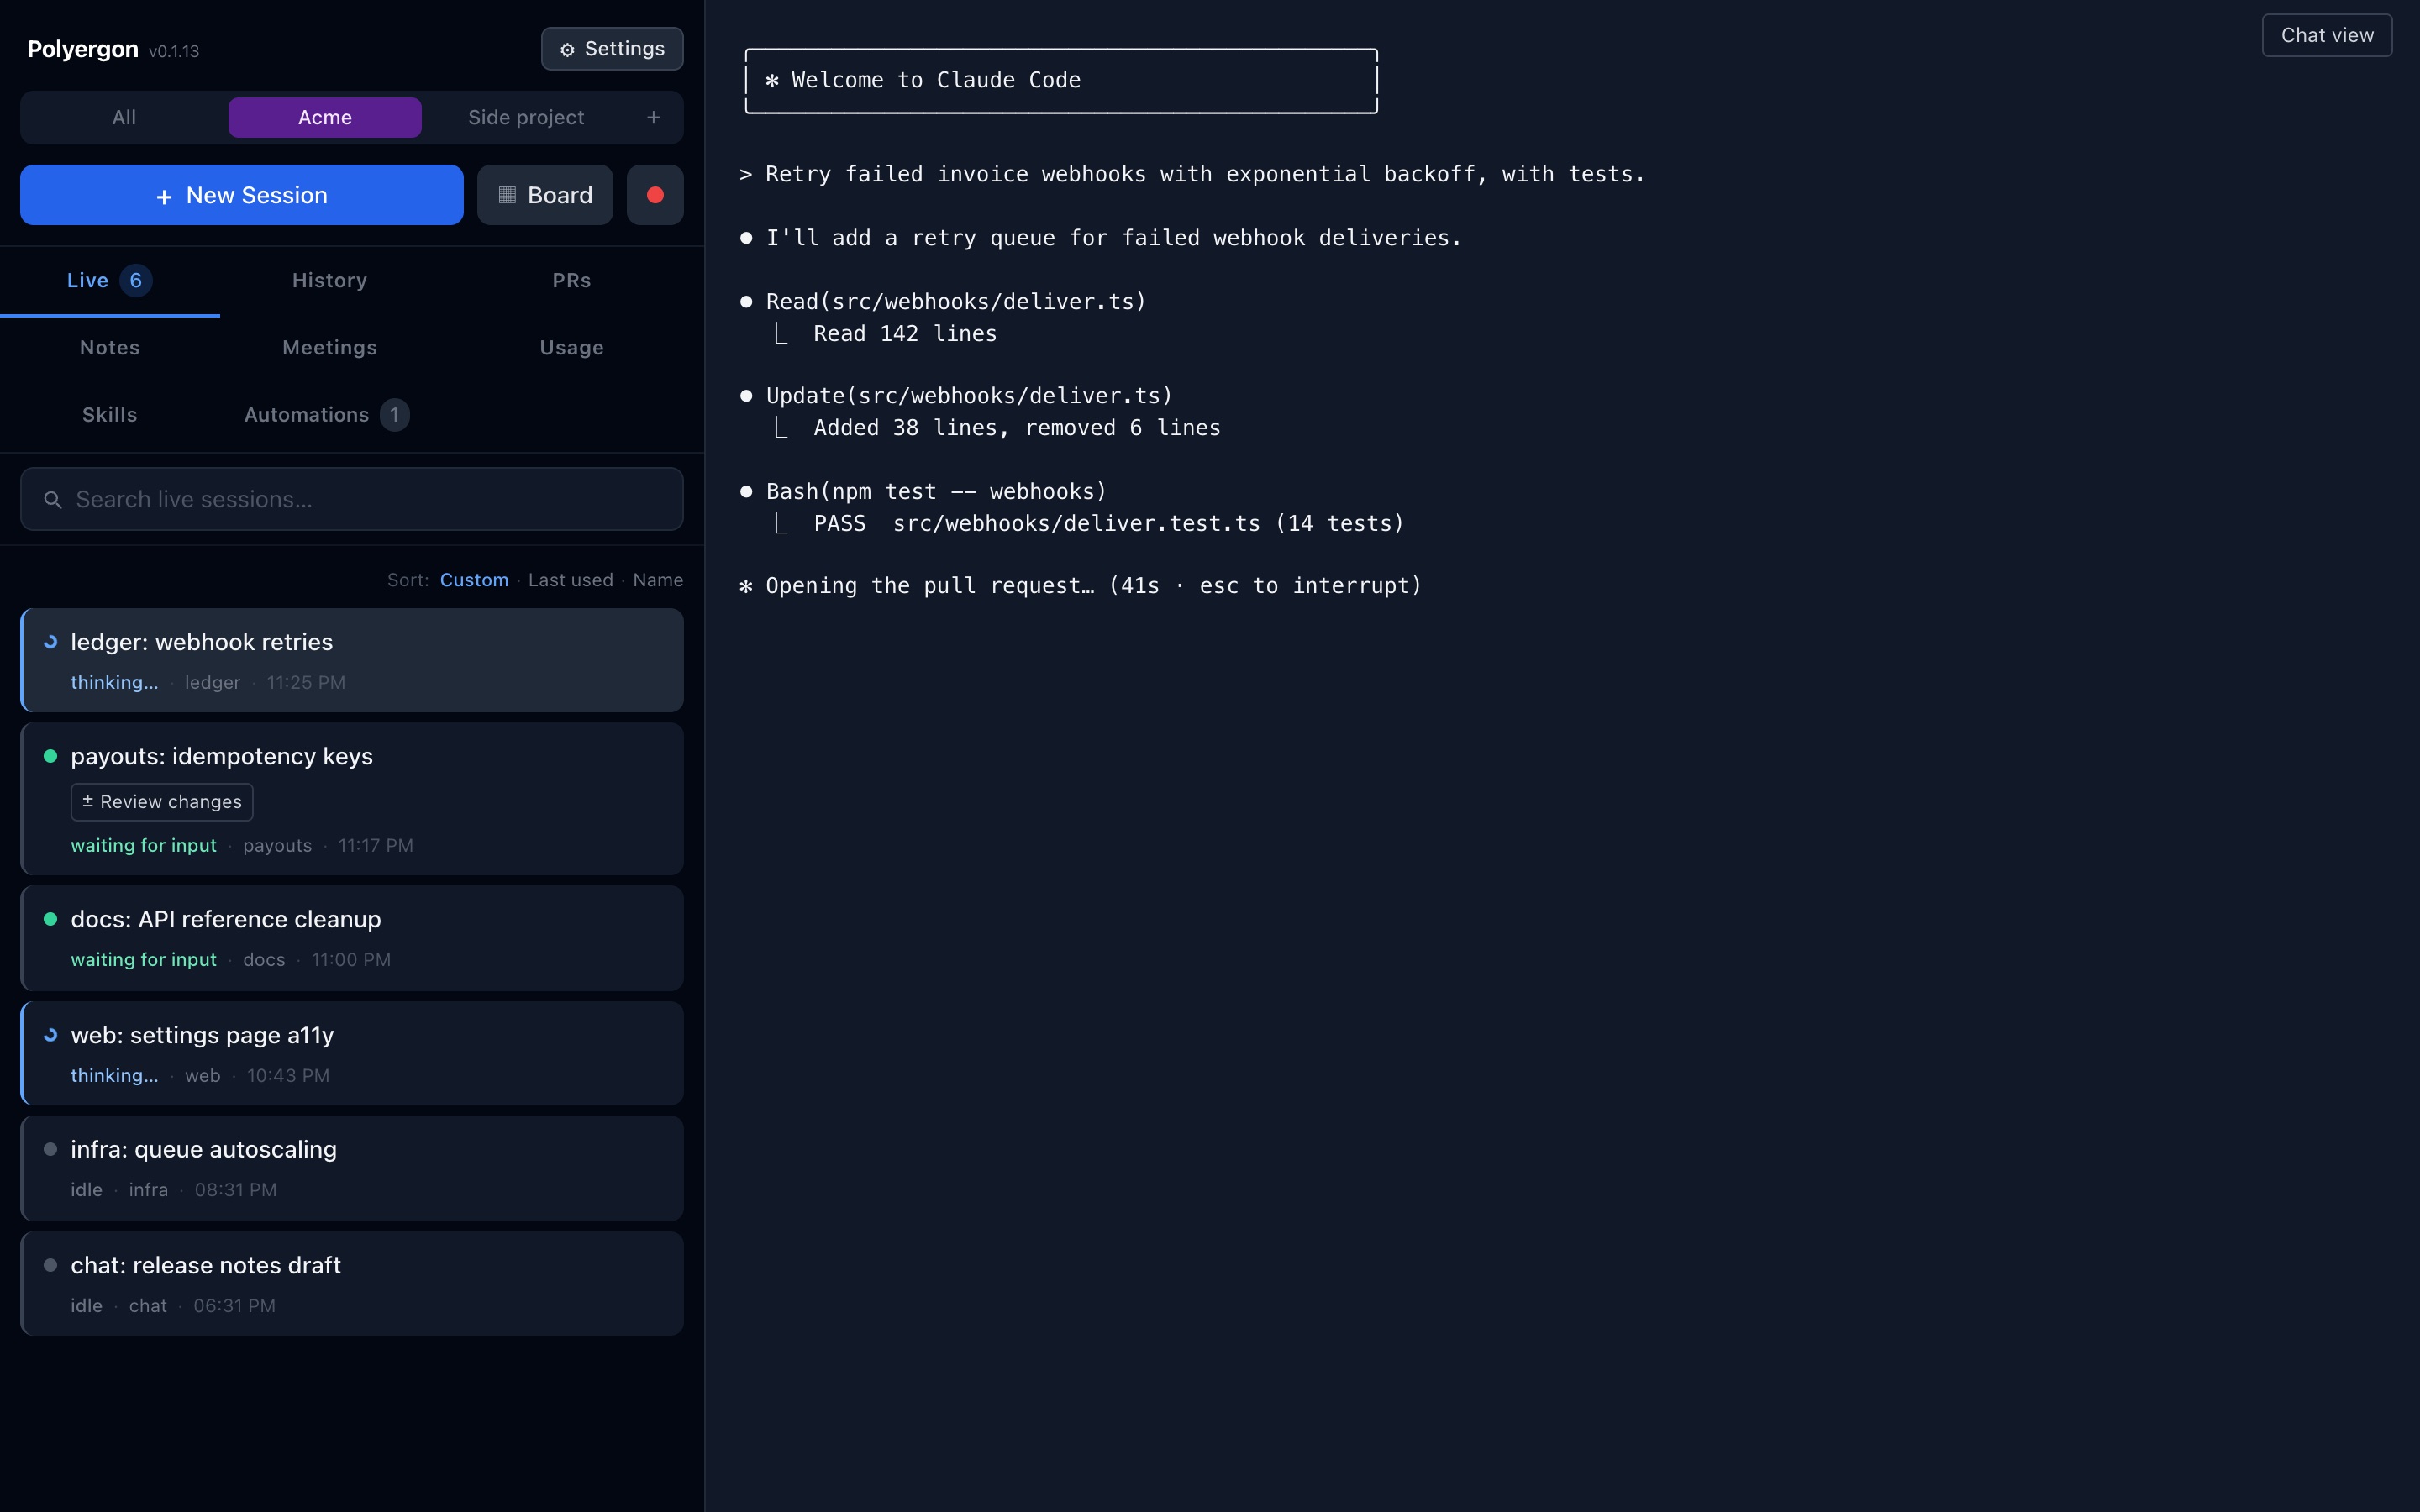 Polyergon v0.1.13
⚙ Settings
All
Acme
Side project
+
+ New Session
Board
Live 6
History
PRs
Notes
Meetings
Usage
Skills
Automations 1
Search live sessions...
Sort: Custom · Last used · Name
ledger: webhook retries
thinking... · ledger · 11:25 PM
payouts: idempotency keys
± Review changes
waiting for input · payouts · 11:17 PM
docs: API reference cleanup
waiting for input · docs · 11:00 PM
web: settings page a11y
thinking... · web · 10:43 PM
infra: queue autoscaling
idle · infra · 08:31 PM
chat: release notes draft
idle · chat · 06:31 PM
Chat view
✻ Welcome to Claude Code
> Retry failed invoice webhooks with exponential backoff, with tests.
● I'll add a retry queue for failed webhook deliveries.
● Read(src/webhooks/deliver.ts)
⎿ Read 142 lines
● Update(src/webhooks/deliver.ts)
⎿ Added 38 lines, removed 6 lines
● Bash(npm test -- webhooks)
⎿ PASS src/webhooks/deliver.test.ts (14 tests)
✻ Opening the pull request… (41s · esc to interrupt)